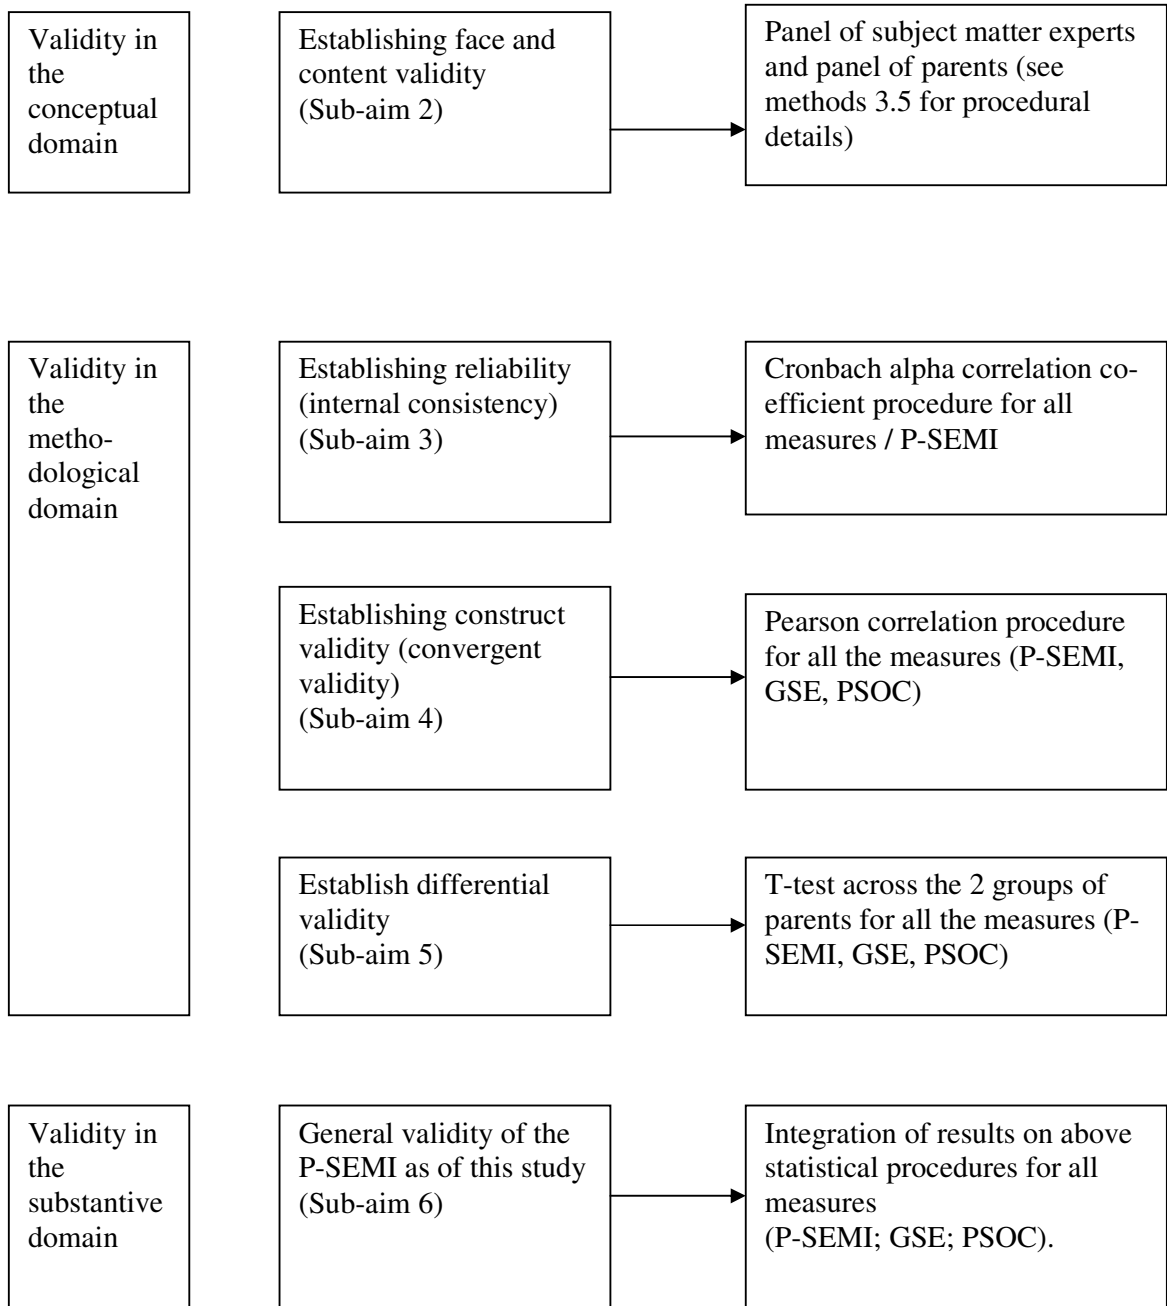 Validity in
the
conceptual
domain
Establishing face and
content validity
(Sub-aim 2)
Panel of subject matter experts
and panel of parents (see
methods 3.5 for procedural
details)
Validity in
the
metho-
dological
domain
Establishing reliability
(internal consistency)
(Sub-aim 3)
Cronbach alpha correlation co-
efficient procedure for all
measures / P-SEMI
Establishing construct
validity (convergent
validity)
(Sub-aim 4)
Pearson correlation procedure
for all the measures (P-SEMI,
GSE, PSOC)
Establish differential
validity
(Sub-aim 5)
T-test across the 2 groups of
parents for all the measures (P-
SEMI, GSE, PSOC)
Validity in
the
substantive
domain
General validity of the
P-SEMI as of this study
(Sub-aim 6)
Integration of results on above
statistical procedures for all
measures
(P-SEMI; GSE; PSOC).